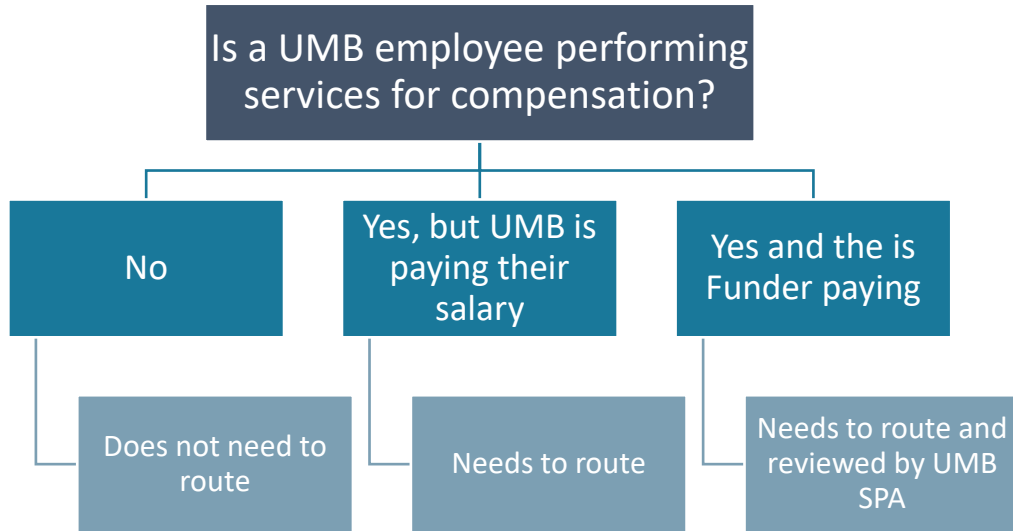 Is a UMB employee performing
services for compensation?
No
Yes, but UMB is
paying their
salary
Yes and the is
Funder paying
Does not need to
route
Needs to route
Needs to route and
reviewed by UMB
SPA